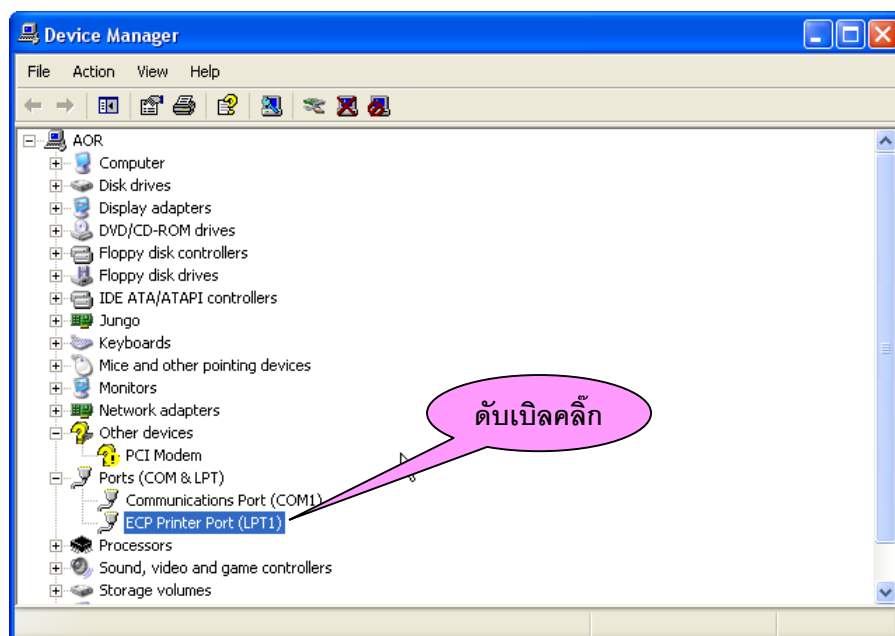 Device Manager
File Action View Help
AOR
Computer
Disk drives
Display adapters
DVD/CD-ROM drives
Floppy disk controllers
Floppy disk drives
IDE ATA/ATAPI controllers
Jungo
Keyboards
Mice and other pointing devices
Monitors
Network adapters
ดับเบิลคลิ๊ก
Other devices
PCI Modem
Ports (COM & LPT)
Communications Port (COM1)
ECP Printer Port (LPT1)
Processors
Sound, video and game controllers
Storage volumes